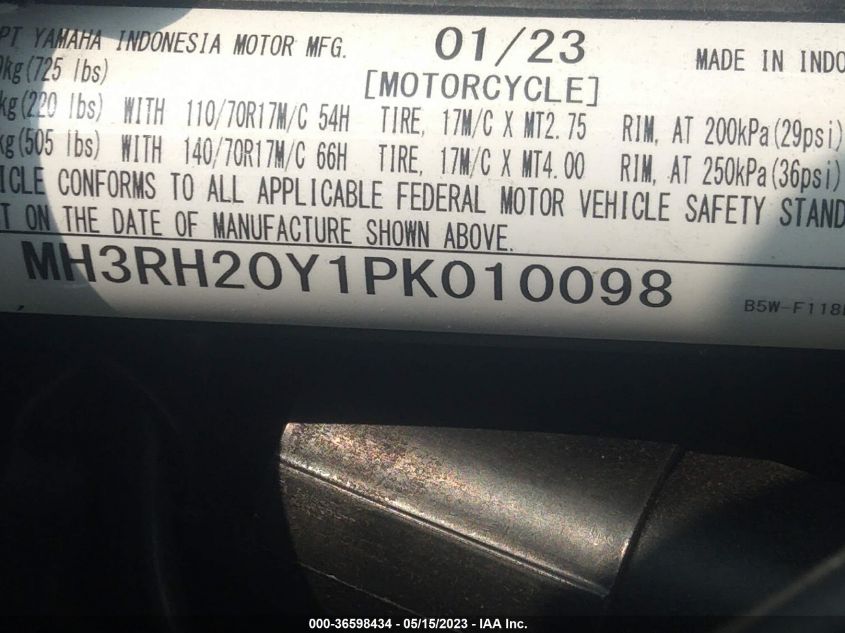 PT YAMAHA INDONESIA MOTOR MFG. 01/23 MADE IN INDO
kg(725 lbs) [MOTORCYCLE]
kg(220 lbs) WITH 110/70R17M/C 54H TIRE, 17M/C X MT2.75 RIM, AT 200kPa(29psi)
kg(505 lbs) WITH 140/70R17M/C 66H TIRE, 17M/C X MT4.00 RIM, AT 250kPa(36psi)
ICLE CONFORMS TO ALL APPLICABLE FEDERAL MOTOR VEHICLE SAFETY STAND
T ON THE DATE OF MANUFACTURE SHOWN ABOVE.
MH3RH20Y1PK010098
B5W-F118
000-36598434 - 05/15/2023 - IAA Inc.